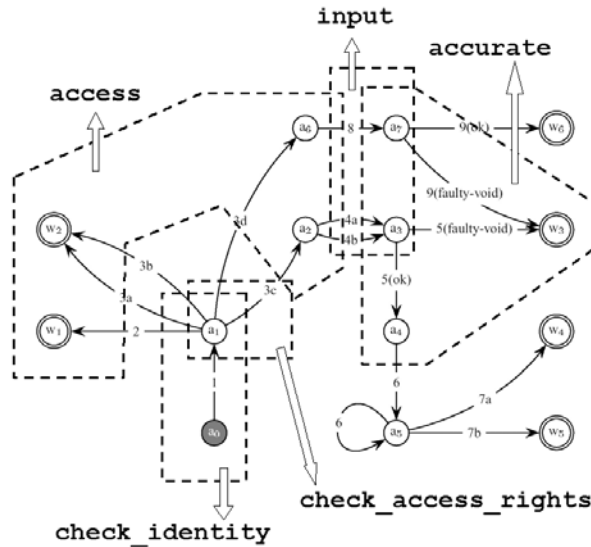 input
accurate
access
a6 8 a7 9(ok) w6
9(faulty-void)
3d
w2 a2 4a a3 5(faulty-void) w3
4b
3b
3c 5(ok)
3a
w1 2 a1 a4 w4
1 6 7a
a0 6 a5 7b w5
check_access_rights
check_identity